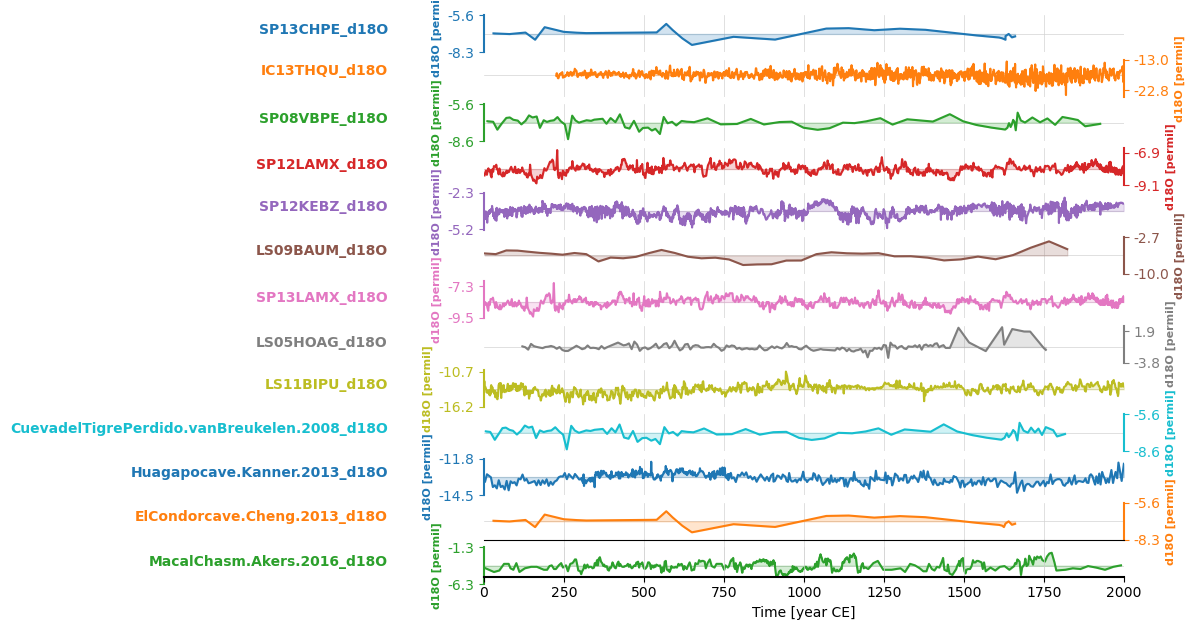 SP13CHPE_d18O
-5.6
-8.3
d18O [permil]
IC13THQU_d18O
-13.0
-22.8
d18O [permil]
SP08VBPE_d18O
-5.6
-8.6
d18O [permil]
SP12LAMX_d18O
-6.9
-9.1
d18O [permil]
SP12KEBZ_d18O
-2.3
-5.2
d18O [permil]
LS09BAUM_d18O
-2.7
-10.0
d18O [permil]
SP13LAMX_d18O
-7.3
-9.5
d18O [permil]
LS05HOAG_d18O
1.9
-3.8
d18O [permil]
LS11BIPU_d18O
-10.7
-16.2
d18O [permil]
CuevadelTigrePerdido.vanBreukelen.2008_d18O
-5.6
-8.6
d18O [permil]
Huagapocave.Kanner.2013_d18O
-11.8
-14.5
d18O [permil]
ElCondorcave.Cheng.2013_d18O
-5.6
-8.3
d18O [permil]
MacalChasm.Akers.2016_d18O
-1.3
-6.3
d18O [permil]
0 250 500 750 1000 1250 1500 1750 2000
Time [year CE]